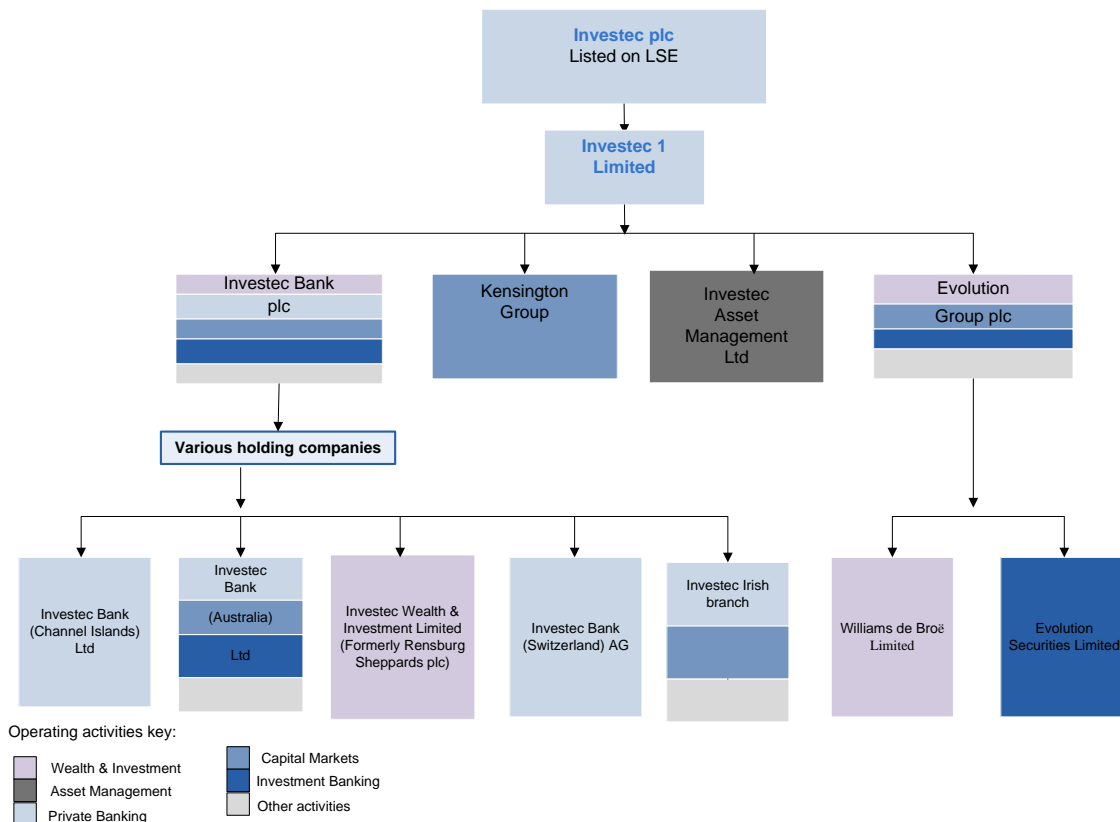 Investec plc
Listed on LSE
Investec 1
Limited
Investec Bank
plc
Kensington
Group
Investec
Asset
Management
Ltd
Evolution
Group plc
Various holding companies
Investec Bank
(Channel Islands)
Ltd
Investec
Bank
(Australia)
Ltd
Investec Wealth &
Investment Limited
(Formerly Rensburg
Sheppards plc)
Investec Bank
(Switzerland) AG
Investec Irish
branch
Williams de Broë
Limited
Evolution
Securities Limited
Operating activities key:
Wealth & Investment
Asset Management
Private Banking
Capital Markets
Investment Banking
Other activities